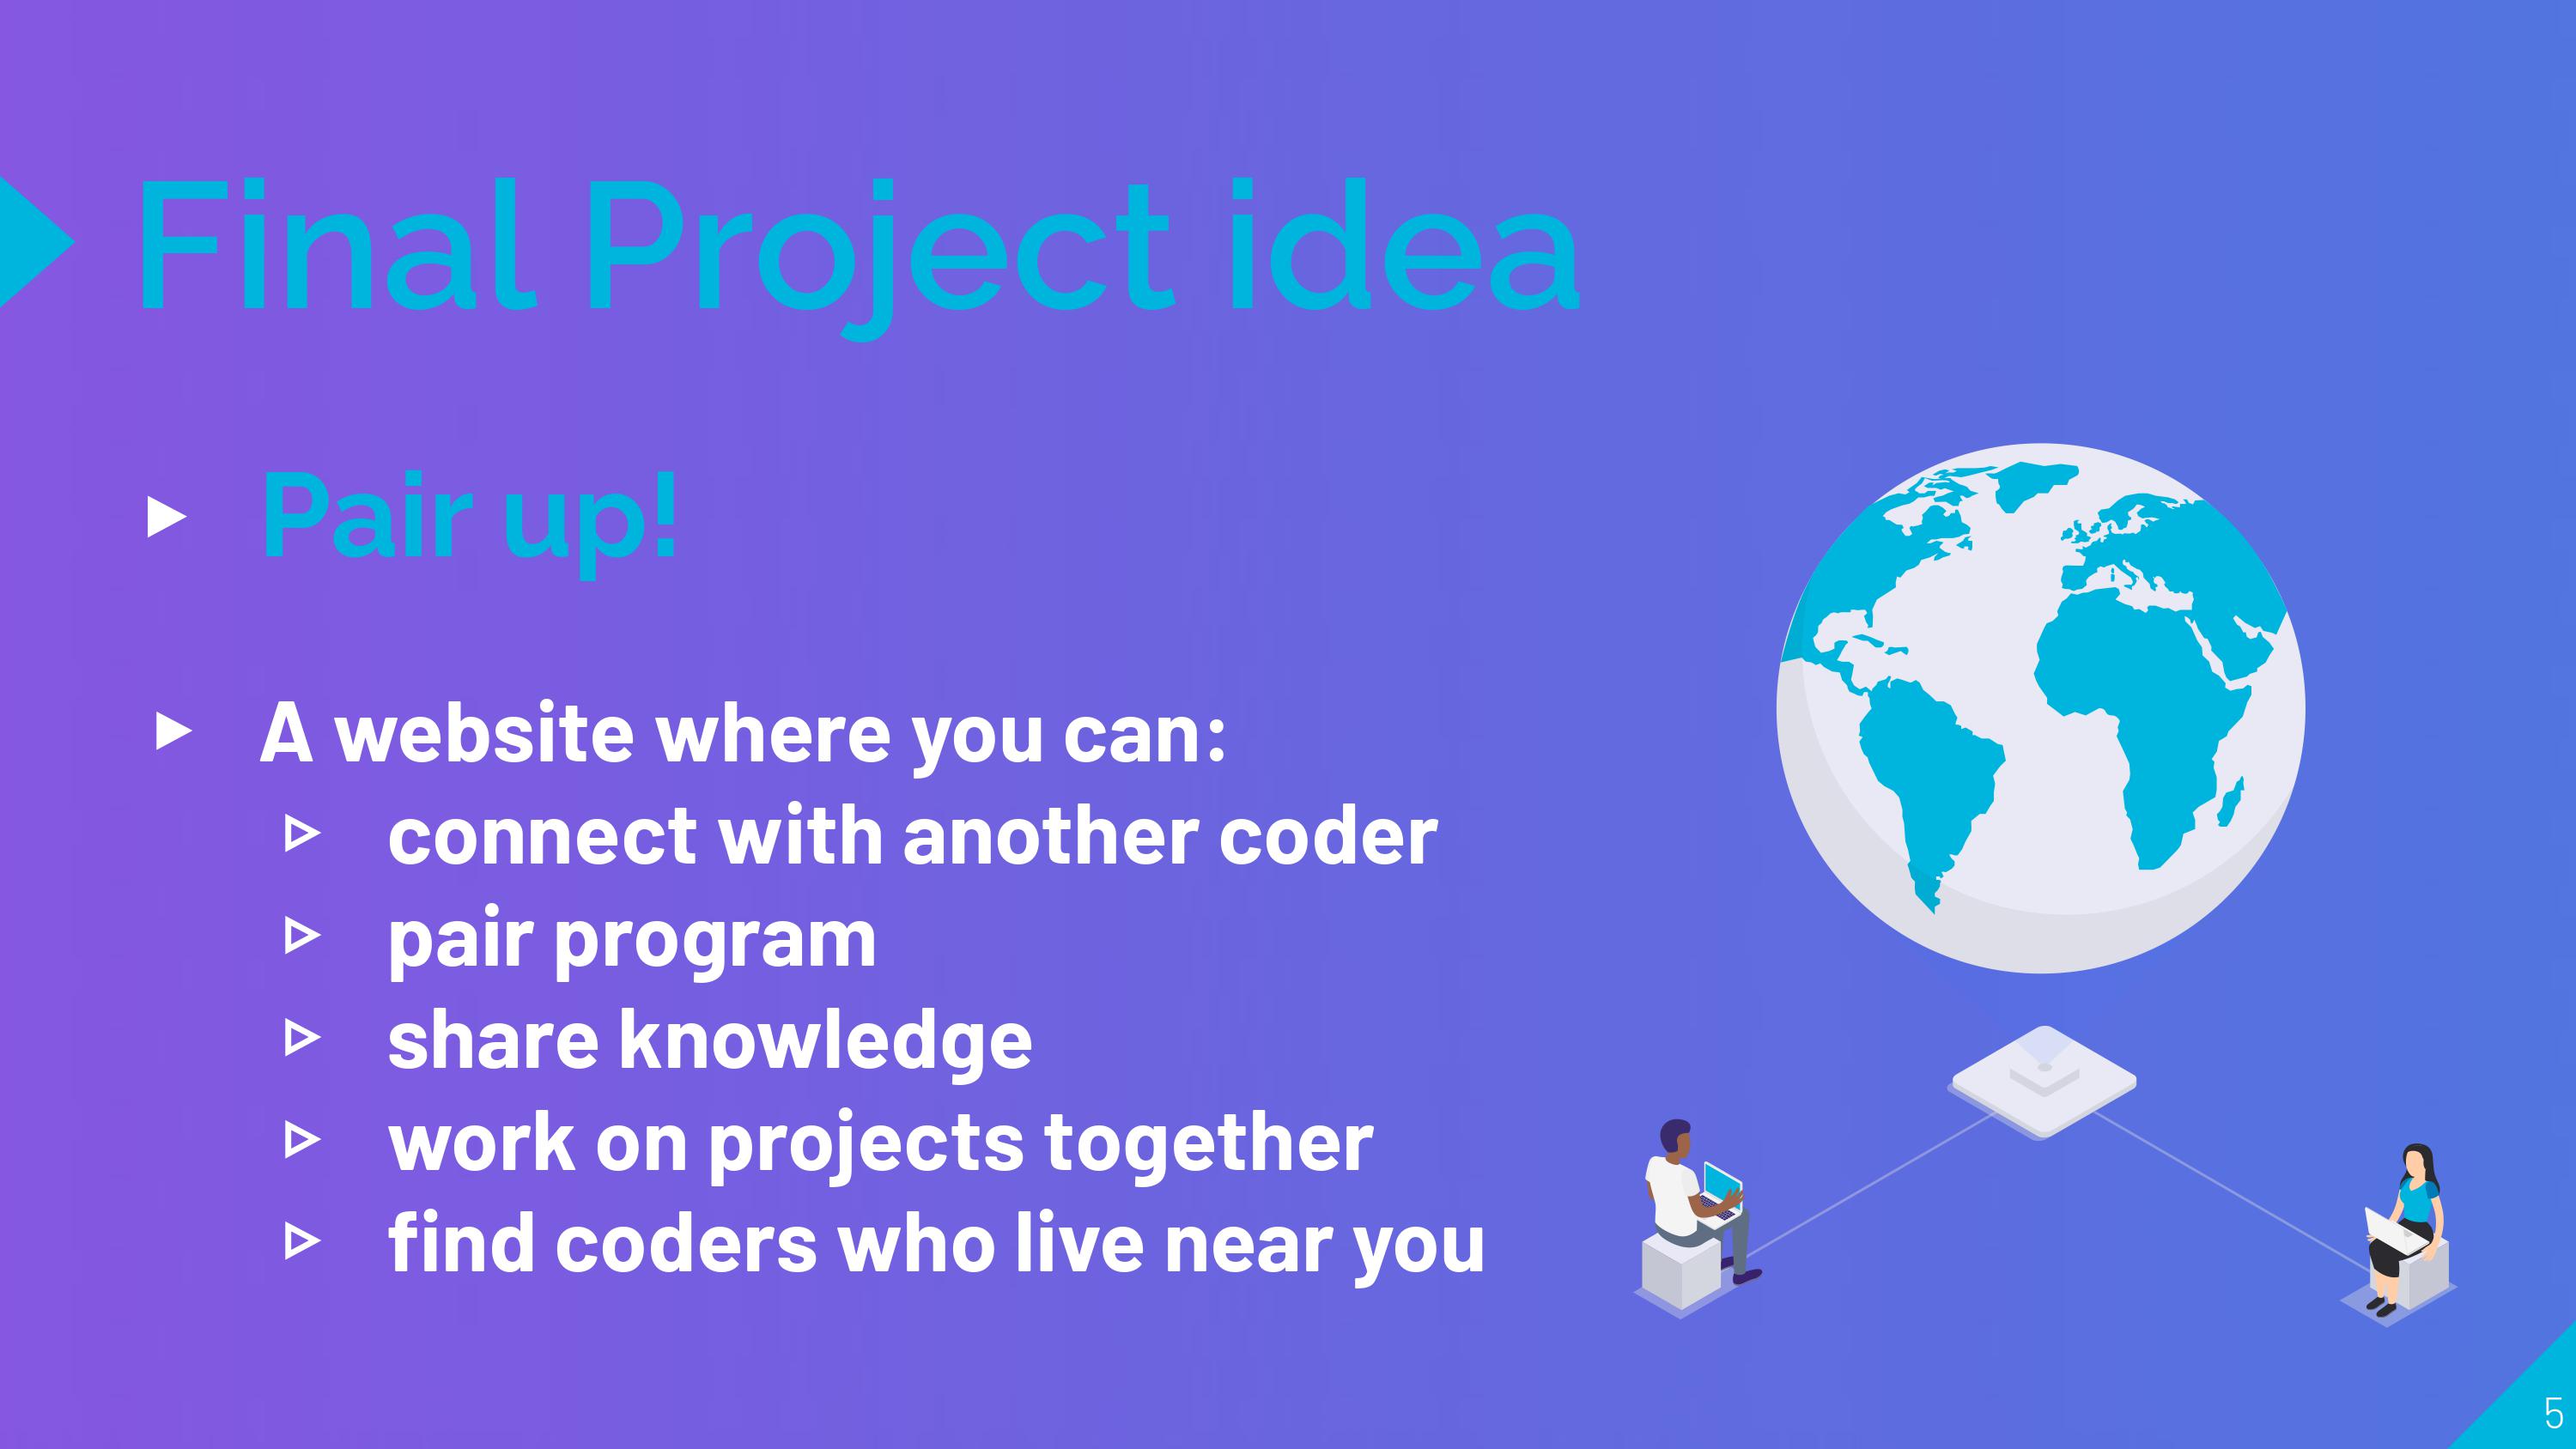 Final Project idea
Pair up!
A website where you can:
connect with another coder
pair program
share knowledge
work on projects together
find coders who live near you
5